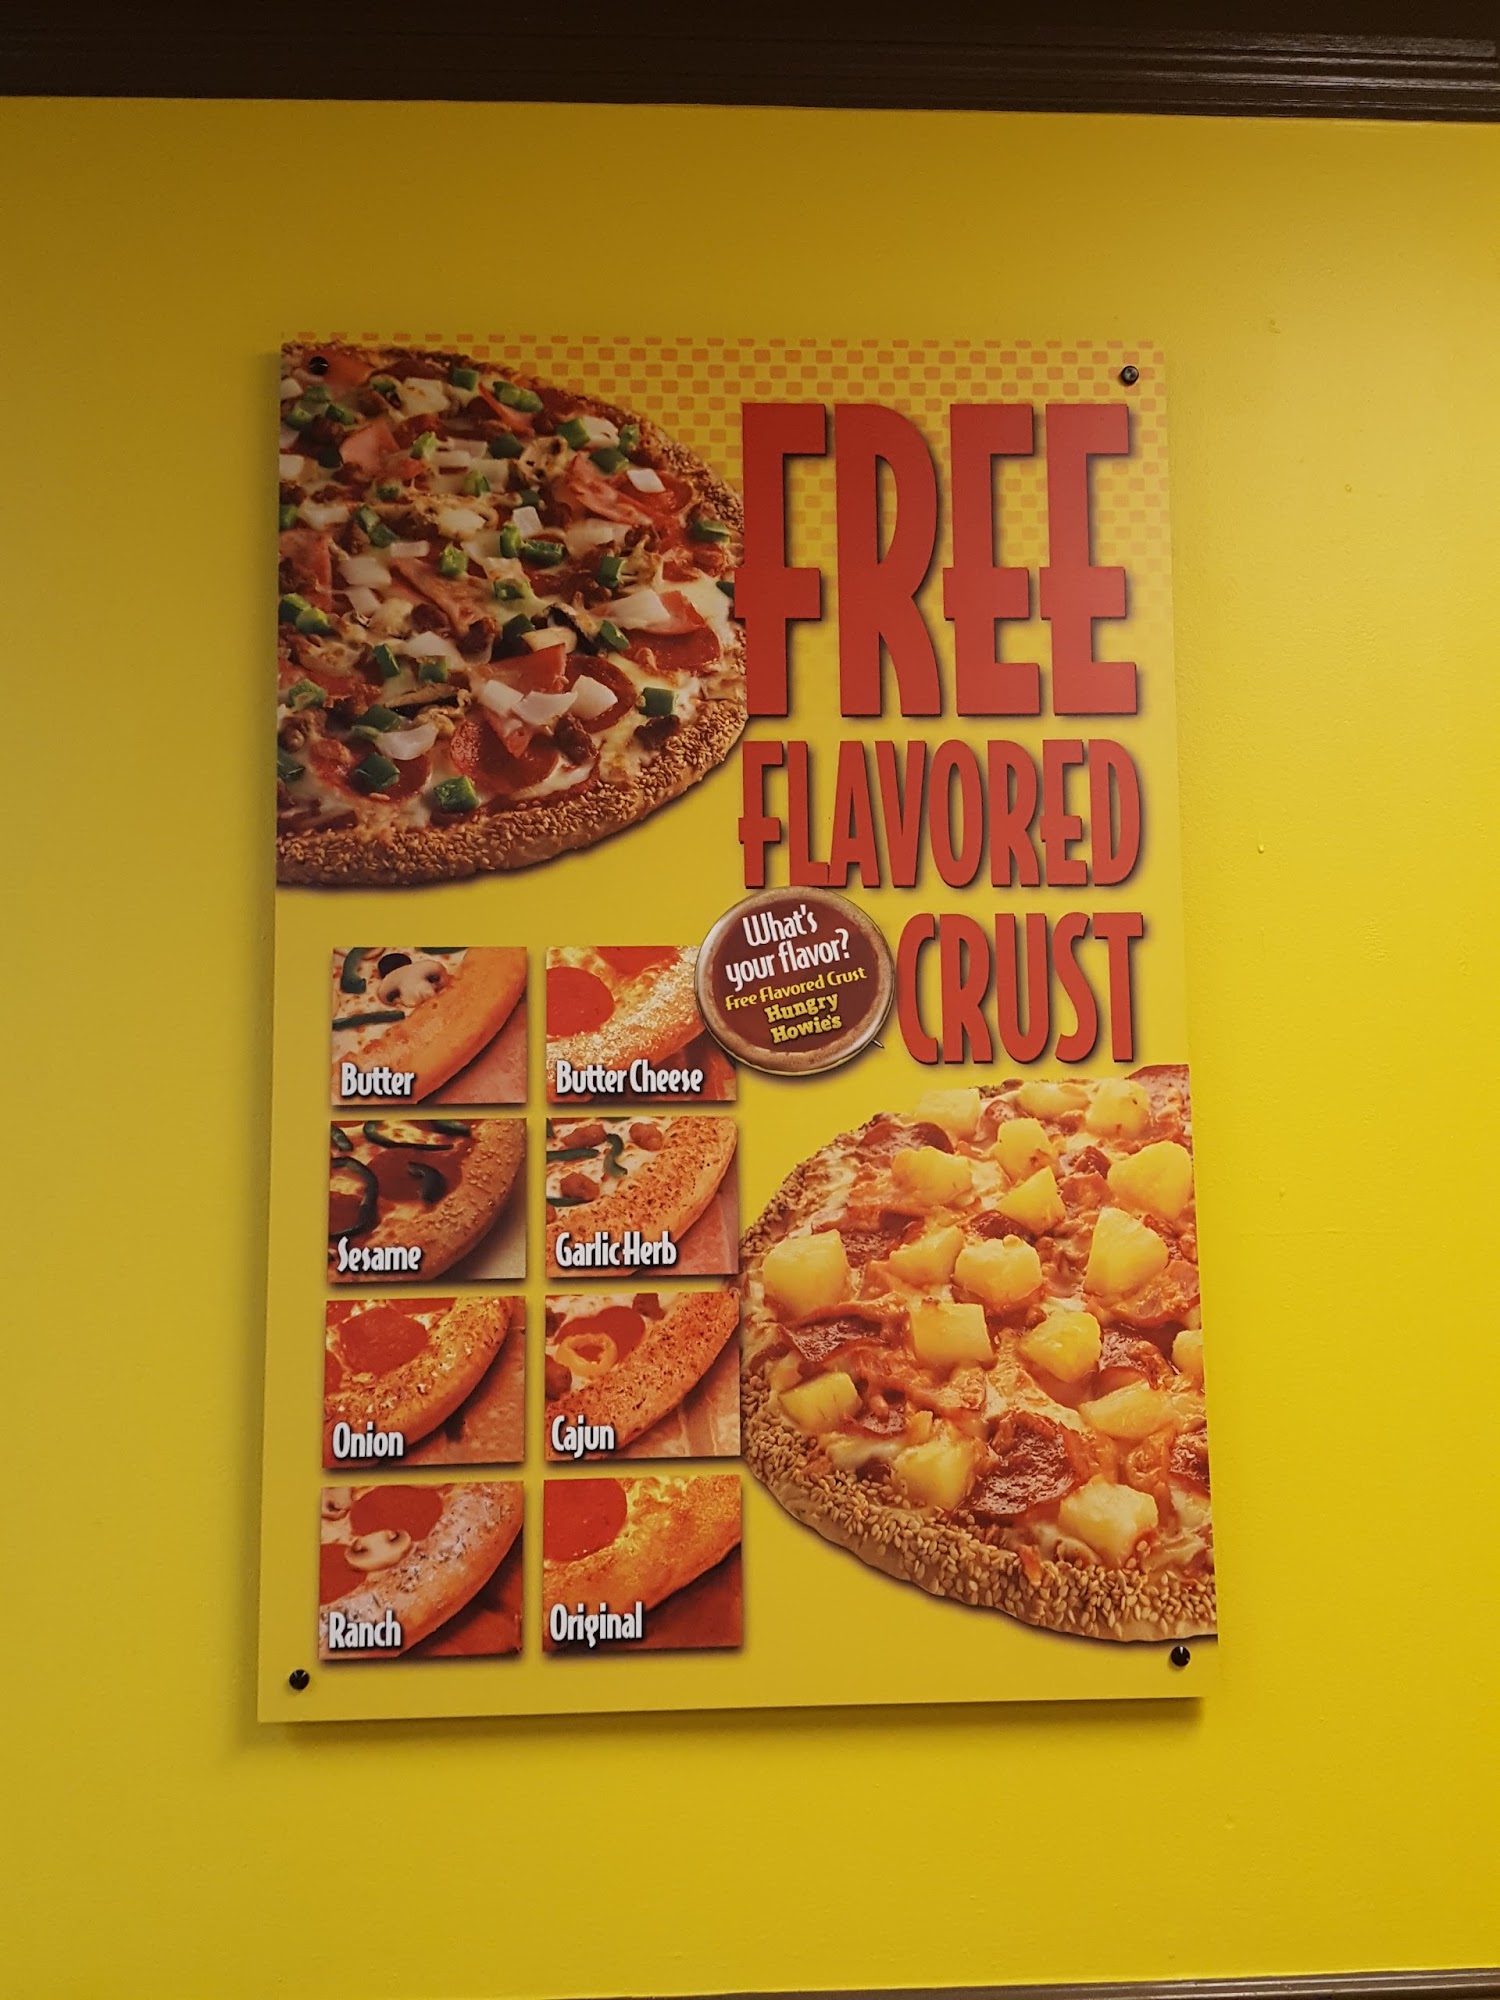 FREE
FLAVORED
CRUST
What's
your flavor?
Free Flavored Crust
Hungry
Howie's
Butter
Butter Cheese
Sesame
Garlic Herb
Onion
Cajun
Ranch
Original